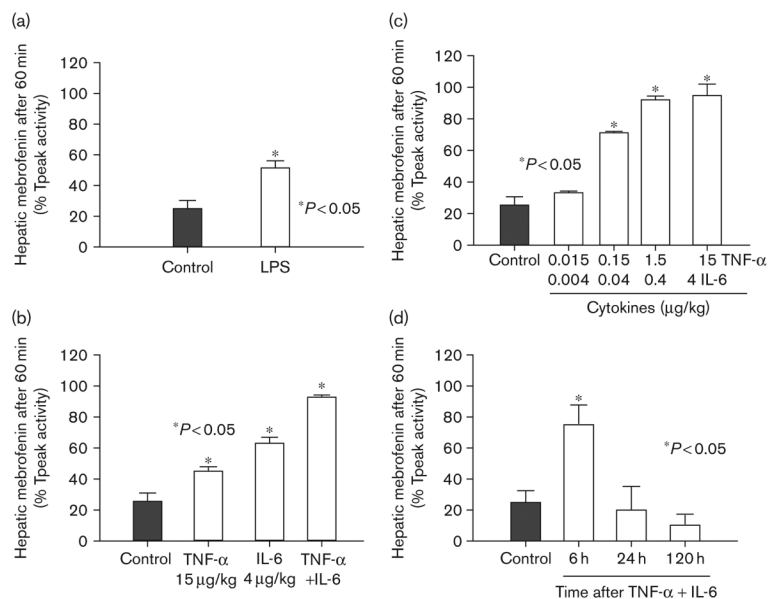 (a)
Hepatic mebrofenin after 60 min
(% Tpeak activity)
120
100
80
60
40
20
0
*
*P < 0.05
Control
LPS
(b)
Hepatic mebrofenin after 60 min
(% Tpeak activity)
120
100
80
60
40
20
0
*P < 0.05
*
*
*
Control
TNF-α
15 μg/kg
IL-6
4 μg/kg
TNF-α
+IL-6
(c)
Hepatic mebrofenin after 60 min
(% Tpeak activity)
120
100
80
60
40
20
0
*P < 0.05
*
*
*
Control 0.015 0.15 1.5 15 TNF-α
0.004 0.04 0.4 4 IL-6
Cytokines (μg/kg)
(d)
Hepatic mebrofenin after 60 min
(% Tpeak activity)
120
100
80
60
40
20
0
*
*P < 0.05
Control 6 h 24 h 120 h
Time after TNF-α + IL-6